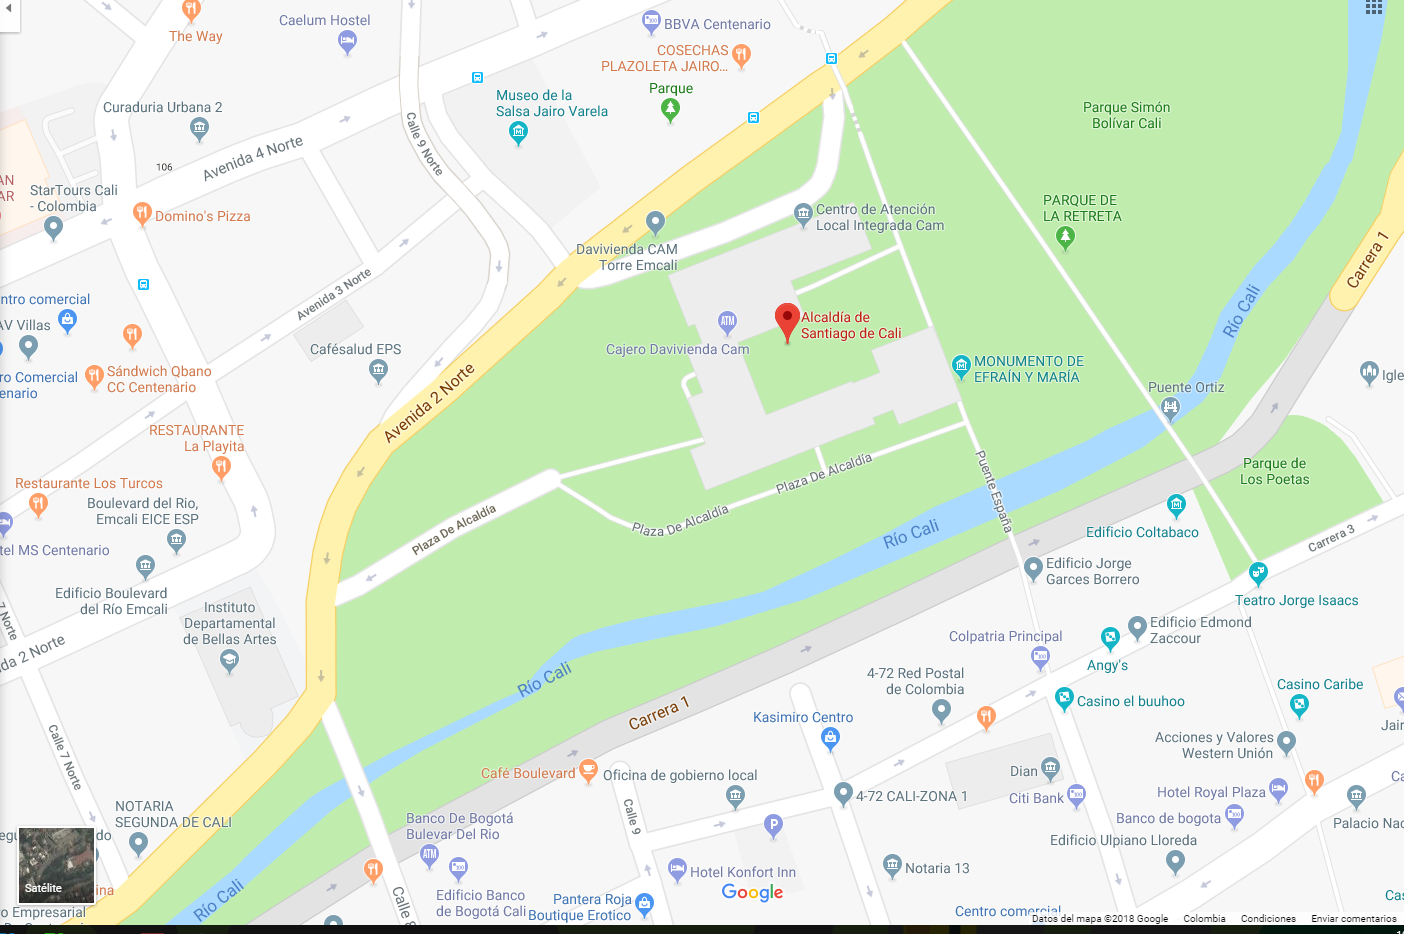 The Way
Caelum Hostel
BBVA Centenario
COSECHAS
PLAZOLETA JAIRO...
Parque
Museo de la
Salsa Jairo Varela
Curaduria Urbana 2
Calle 9 Norte
Avenida 4 Norte
106
Parque Simón
Bolívar Cali
StarTours Cali
- Colombia
Domino's Pizza
PARQUE DE
LA RETRETA
Centro de Atención
Local Integrada Cam
Davivienda CAM
Torre Emcali
Carrera 1
Avenida 3 Norte
ntro comercial
AV Villas
Río Cali
Alcaldía de
Santiago de Cali
Cajero Davivienda Cam
ATM
Cafésalud EPS
MONUMENTO DE
EFRAÍN Y MARÍA
Sándwich Qbano
CC Centenario
ro Comercial
enario
Puente Ortiz
Igle
Avenida 2 Norte
RESTAURANTE
La Playita
Restaurante Los Turcos
Boulevard del Rio,
Emcali EICE ESP
tel MS Centenario
Plaza De Alcaldía
Plaza De Alcaldía
Plaza De Alcaldía
Puente España
Parque de
Los Poetas
Río Cali
Edificio Coltabaco
Carrera 3
Edificio Jorge
Garces Borrero
Edificio Boulevard
del Río Emcali
Instituto
Departamental
de Bellas Artes
Teatro Jorge Isaacs
7 Norte
da 2 Norte
Edificio Edmond
Zaccour
Colpatria Principal
Angy's
Río Cali
4-72 Red Postal
de Colombia
Casino el buuhoo
Casino Caribe
Carrera 1
Kasimiro Centro
Calle 7 Norte
Acciones y Valores
Western Unión
Jair
Café Boulevard
Oficina de gobierno local
Dian
Citi Bank
Hotel Royal Plaza
4-72 CALI-ZONA 1
Banco de bogota
Palacio Nac
NOTARIA
SEGUNDA DE CALI
Banco De Bogotá
Bulevar Del Rio
ATM
Calle 9
P
Edificio Ulpiano Lloreda
Notaria 13
Hotel Konfort Inn
Satélite
Google
Río Cali
Calle 8
Edificio Banco
de Bogotá Cali
Pantera Roja
Boutique Erotico
Centro comercial
o Empresarial
Datos del mapa ©2018 Google Colombia Condiciones Enviar comentarios